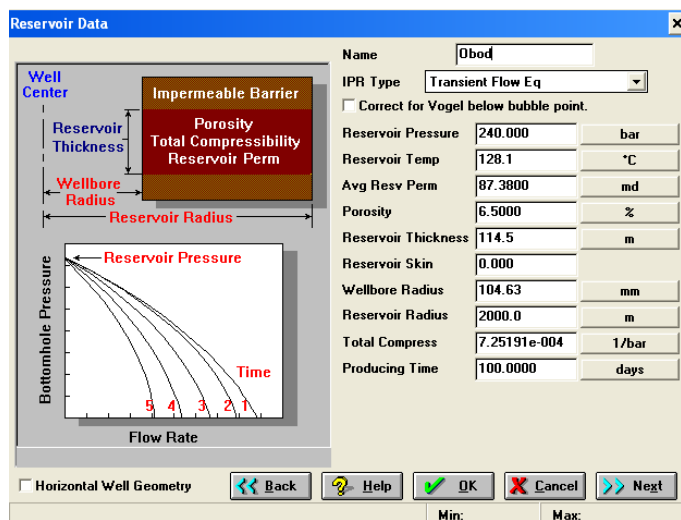 Reservoir Data
Name Obod
IPR Type Transient Flow Eq
Correct for Vogel below bubble point.
Reservoir Pressure 240.000 bar
Reservoir Temp 128.1 °C
Avg Resv Perm 87.3800 md
Porosity 6.5000 %
Reservoir Thickness 114.5 m
Reservoir Skin 0.000
Wellbore Radius 104.63 mm
Reservoir Radius 2000.0 m
Total Compress 7.25191e-004 1/bar
Producing Time 100.0000 days
Well
Center
Impermeable Barrier
Reservoir
Thickness
Porosity
Total Compressibility
Reservoir Perm
Wellbore
Radius
Reservoir Radius
Reservoir Pressure
Bottomhole Pressure
Time
5 4 3 2 1
Flow Rate
Horizontal Well Geometry
Back
Help
OK
Cancel
Next
Min: Max: